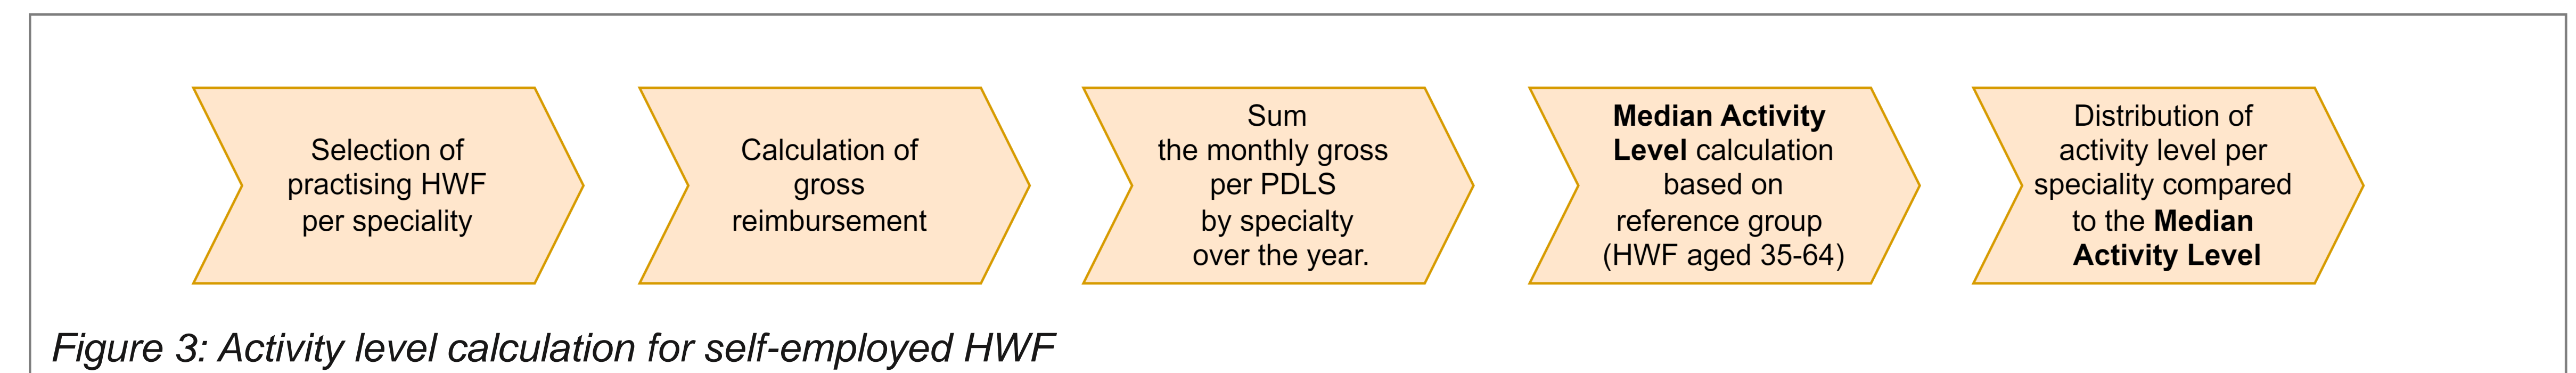 Selection of
practising HWF
per speciality
Calculation of
gross
reimbursement
Sum
the monthly gross
per PDLS
by specialty
over the year.
Median Activity
Level calculation
based on
reference group
(HWF aged 35-64)
Distribution of
activity level per
speciality compared
to the Median
Activity Level
Figure 3: Activity level calculation for self-employed HWF